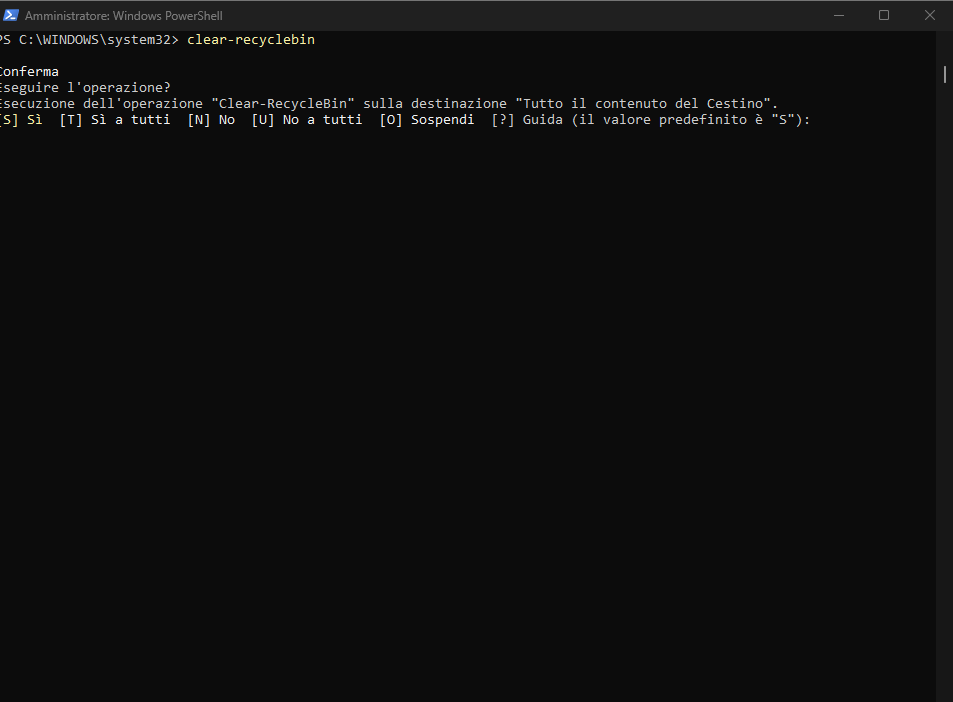 Amministratore: Windows PowerShell
PS C:\WINDOWS\system32> clear-recyclebin
Conferma
Eseguire l'operazione?
Esecuzione dell'operazione "Clear-RecycleBin" sulla destinazione "Tutto il contenuto del Cestino".
[S] Sì  [T] Sì a tutti  [N] No  [U] No a tutti  [O] Sospendi  [?] Guida (il valore predefinito è "S"):